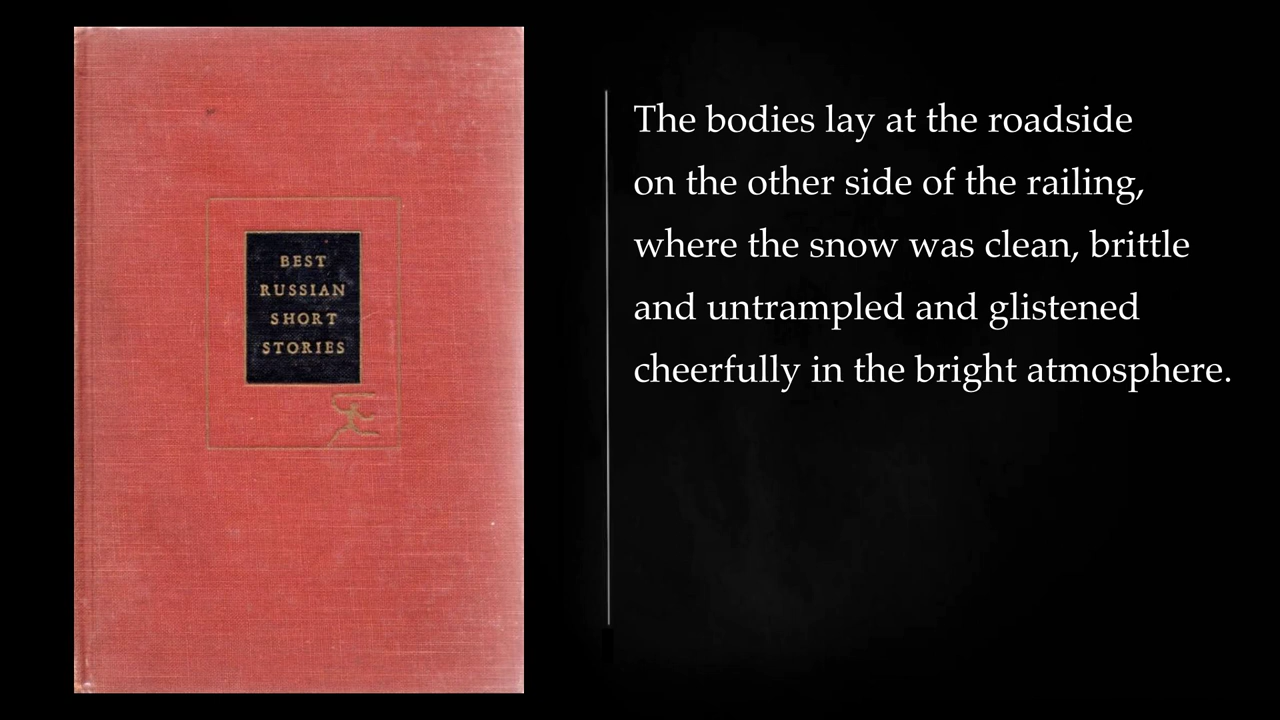 BEST
RUSSIAN
SHORT
STORIES
The bodies lay at the roadside
on the other side of the railing,
where the snow was clean, brittle
and untrampled and glistened
cheerfully in the bright atmosphere.